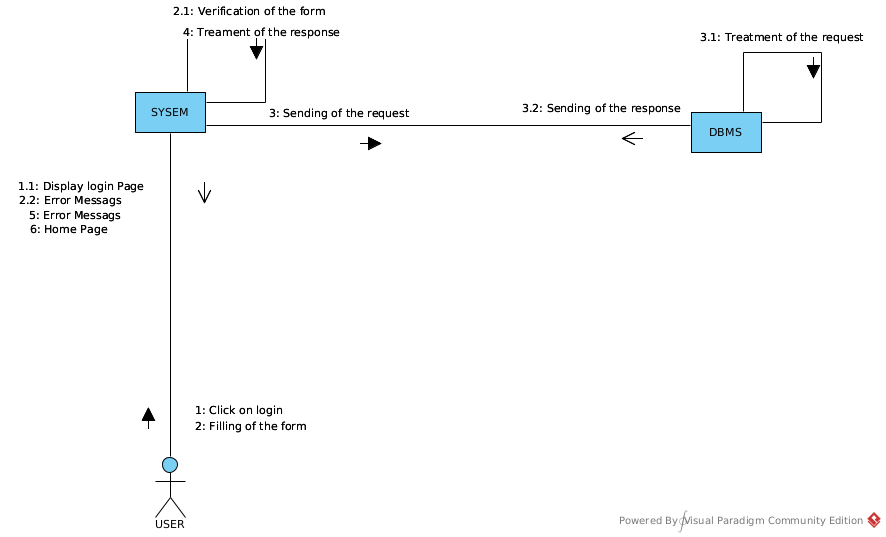 2.1: Verification of the form
4: Treament of the response
3.1: Treatment of the request
SYSEM
3: Sending of the request
3.2: Sending of the response
DBMS
1.1: Display login Page
2.2: Error Messags
5: Error Messags
6: Home Page
1: Click on login
2: Filling of the form
USER
Powered By Visual Paradigm Community Edition